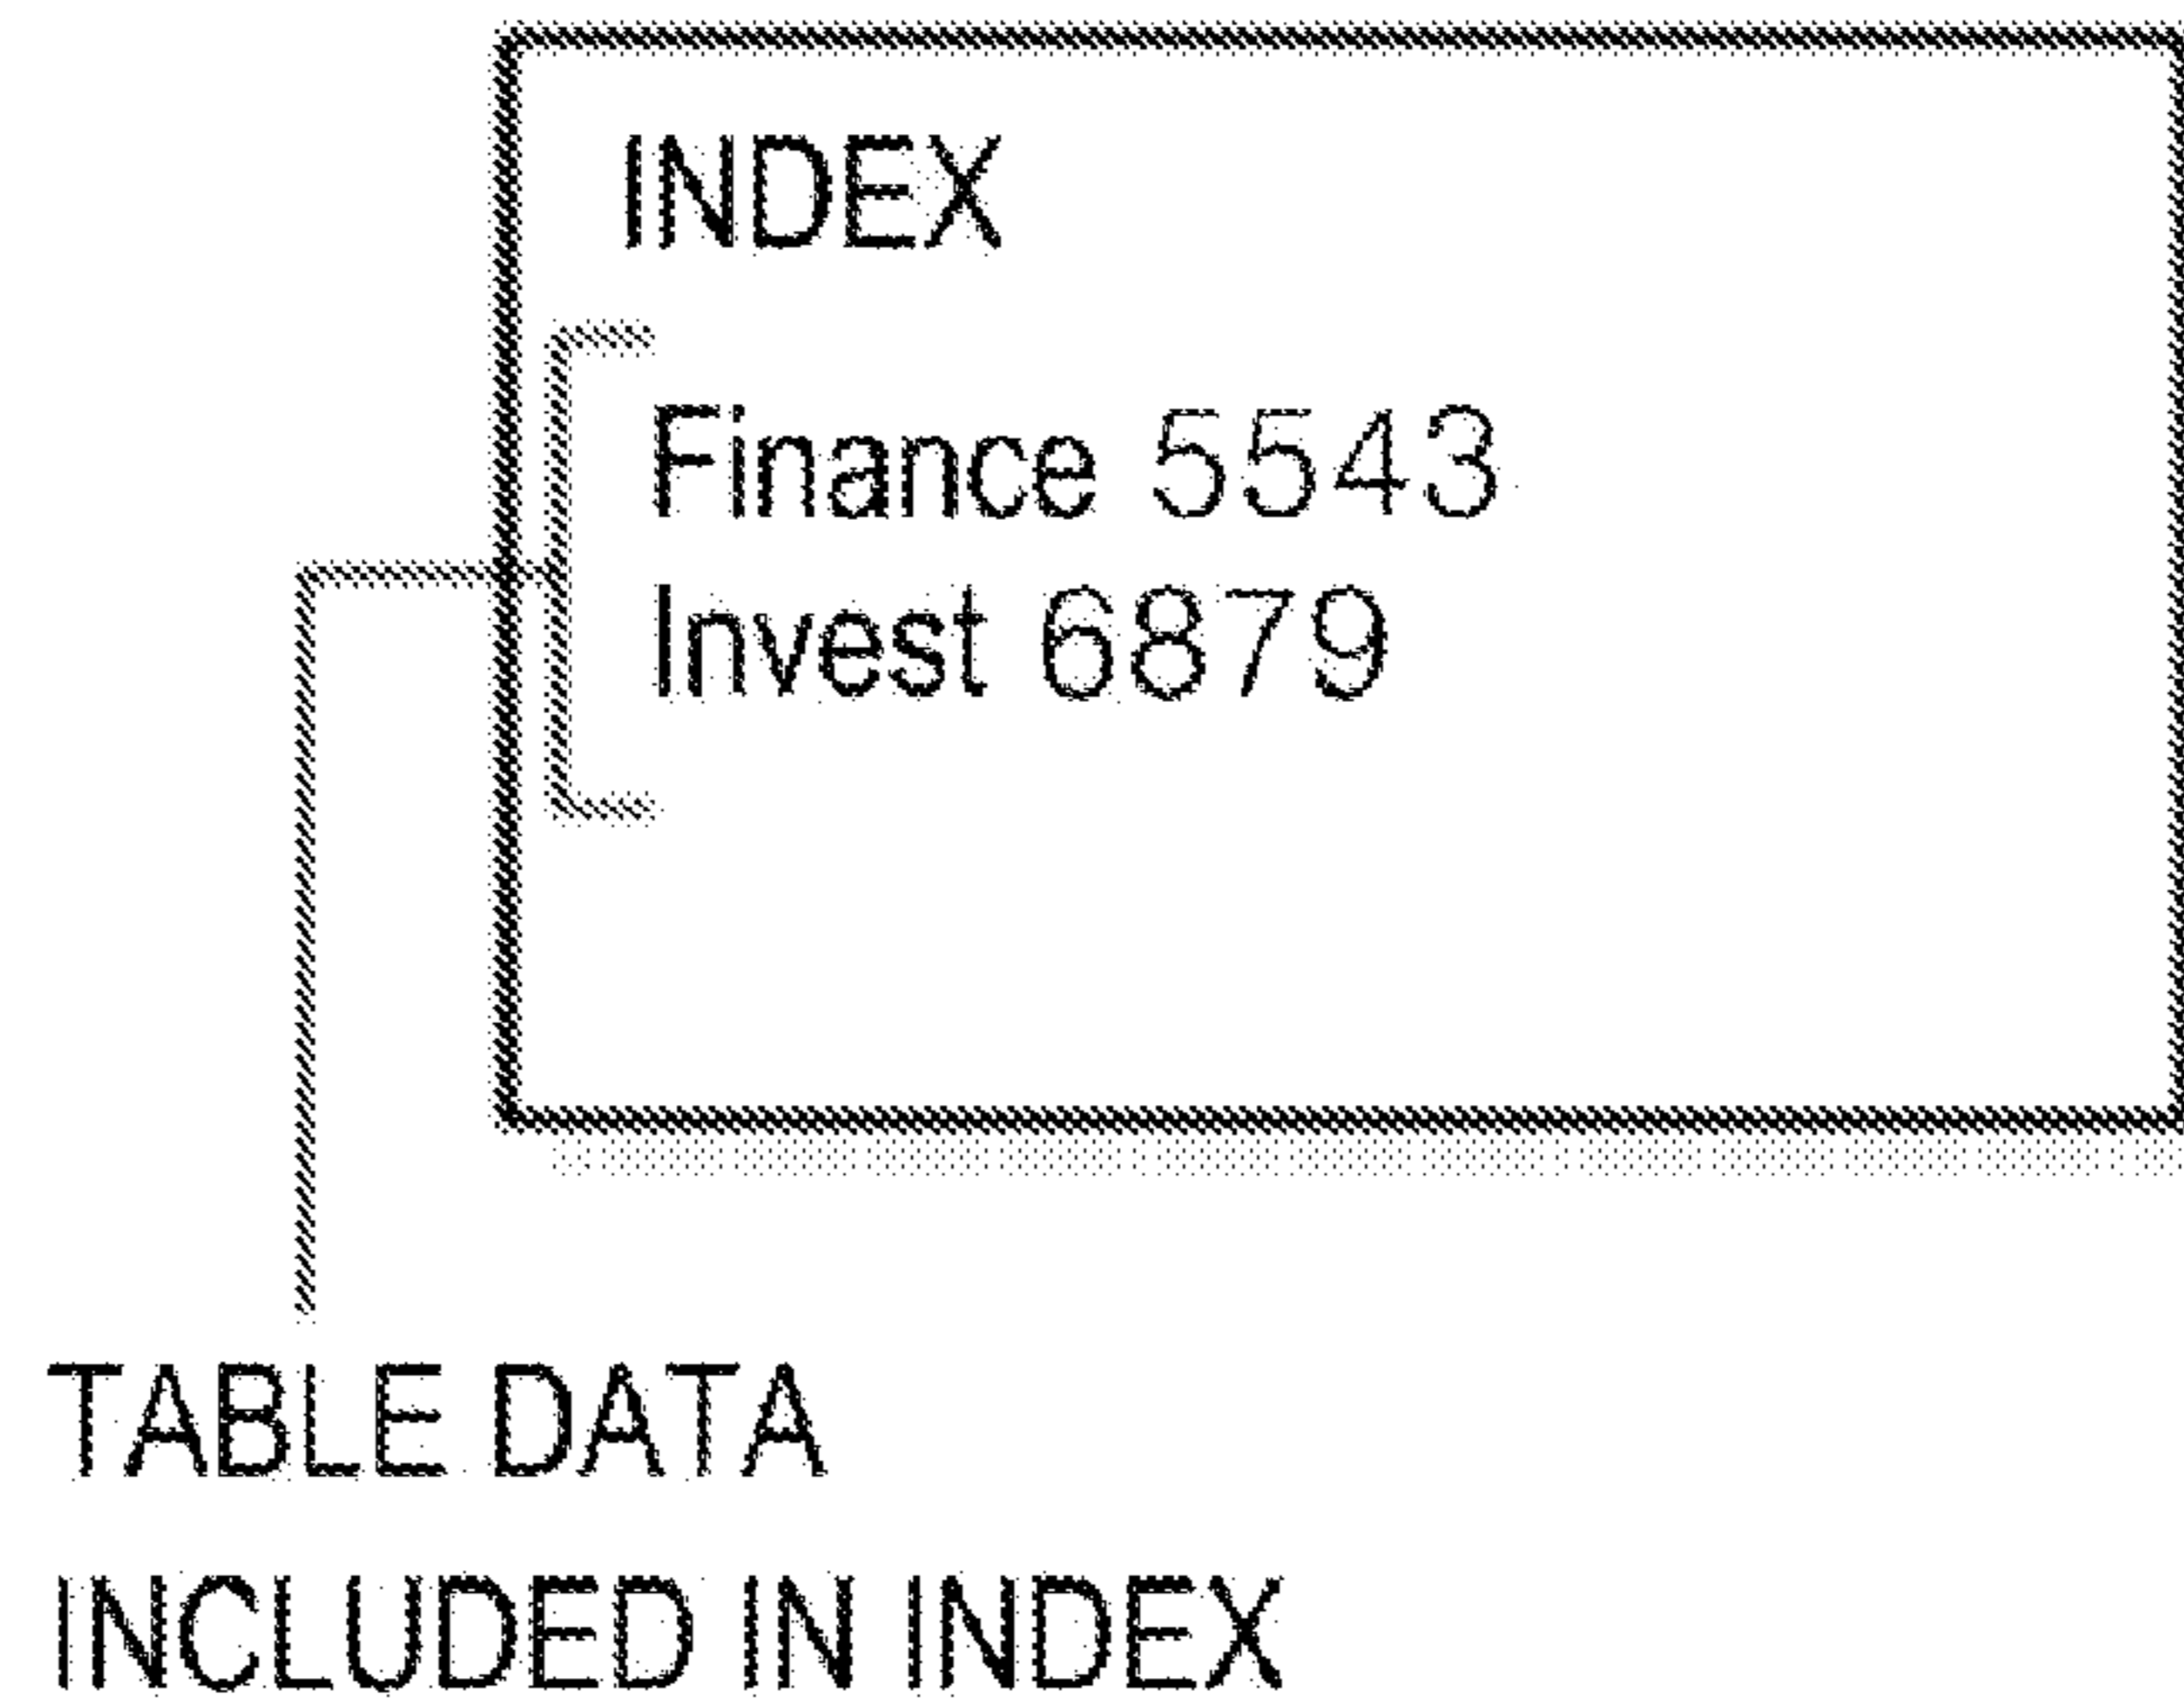 INDEX
Finance 5543
Invest 6879
TABLE DATA
INCLUDED IN INDEX